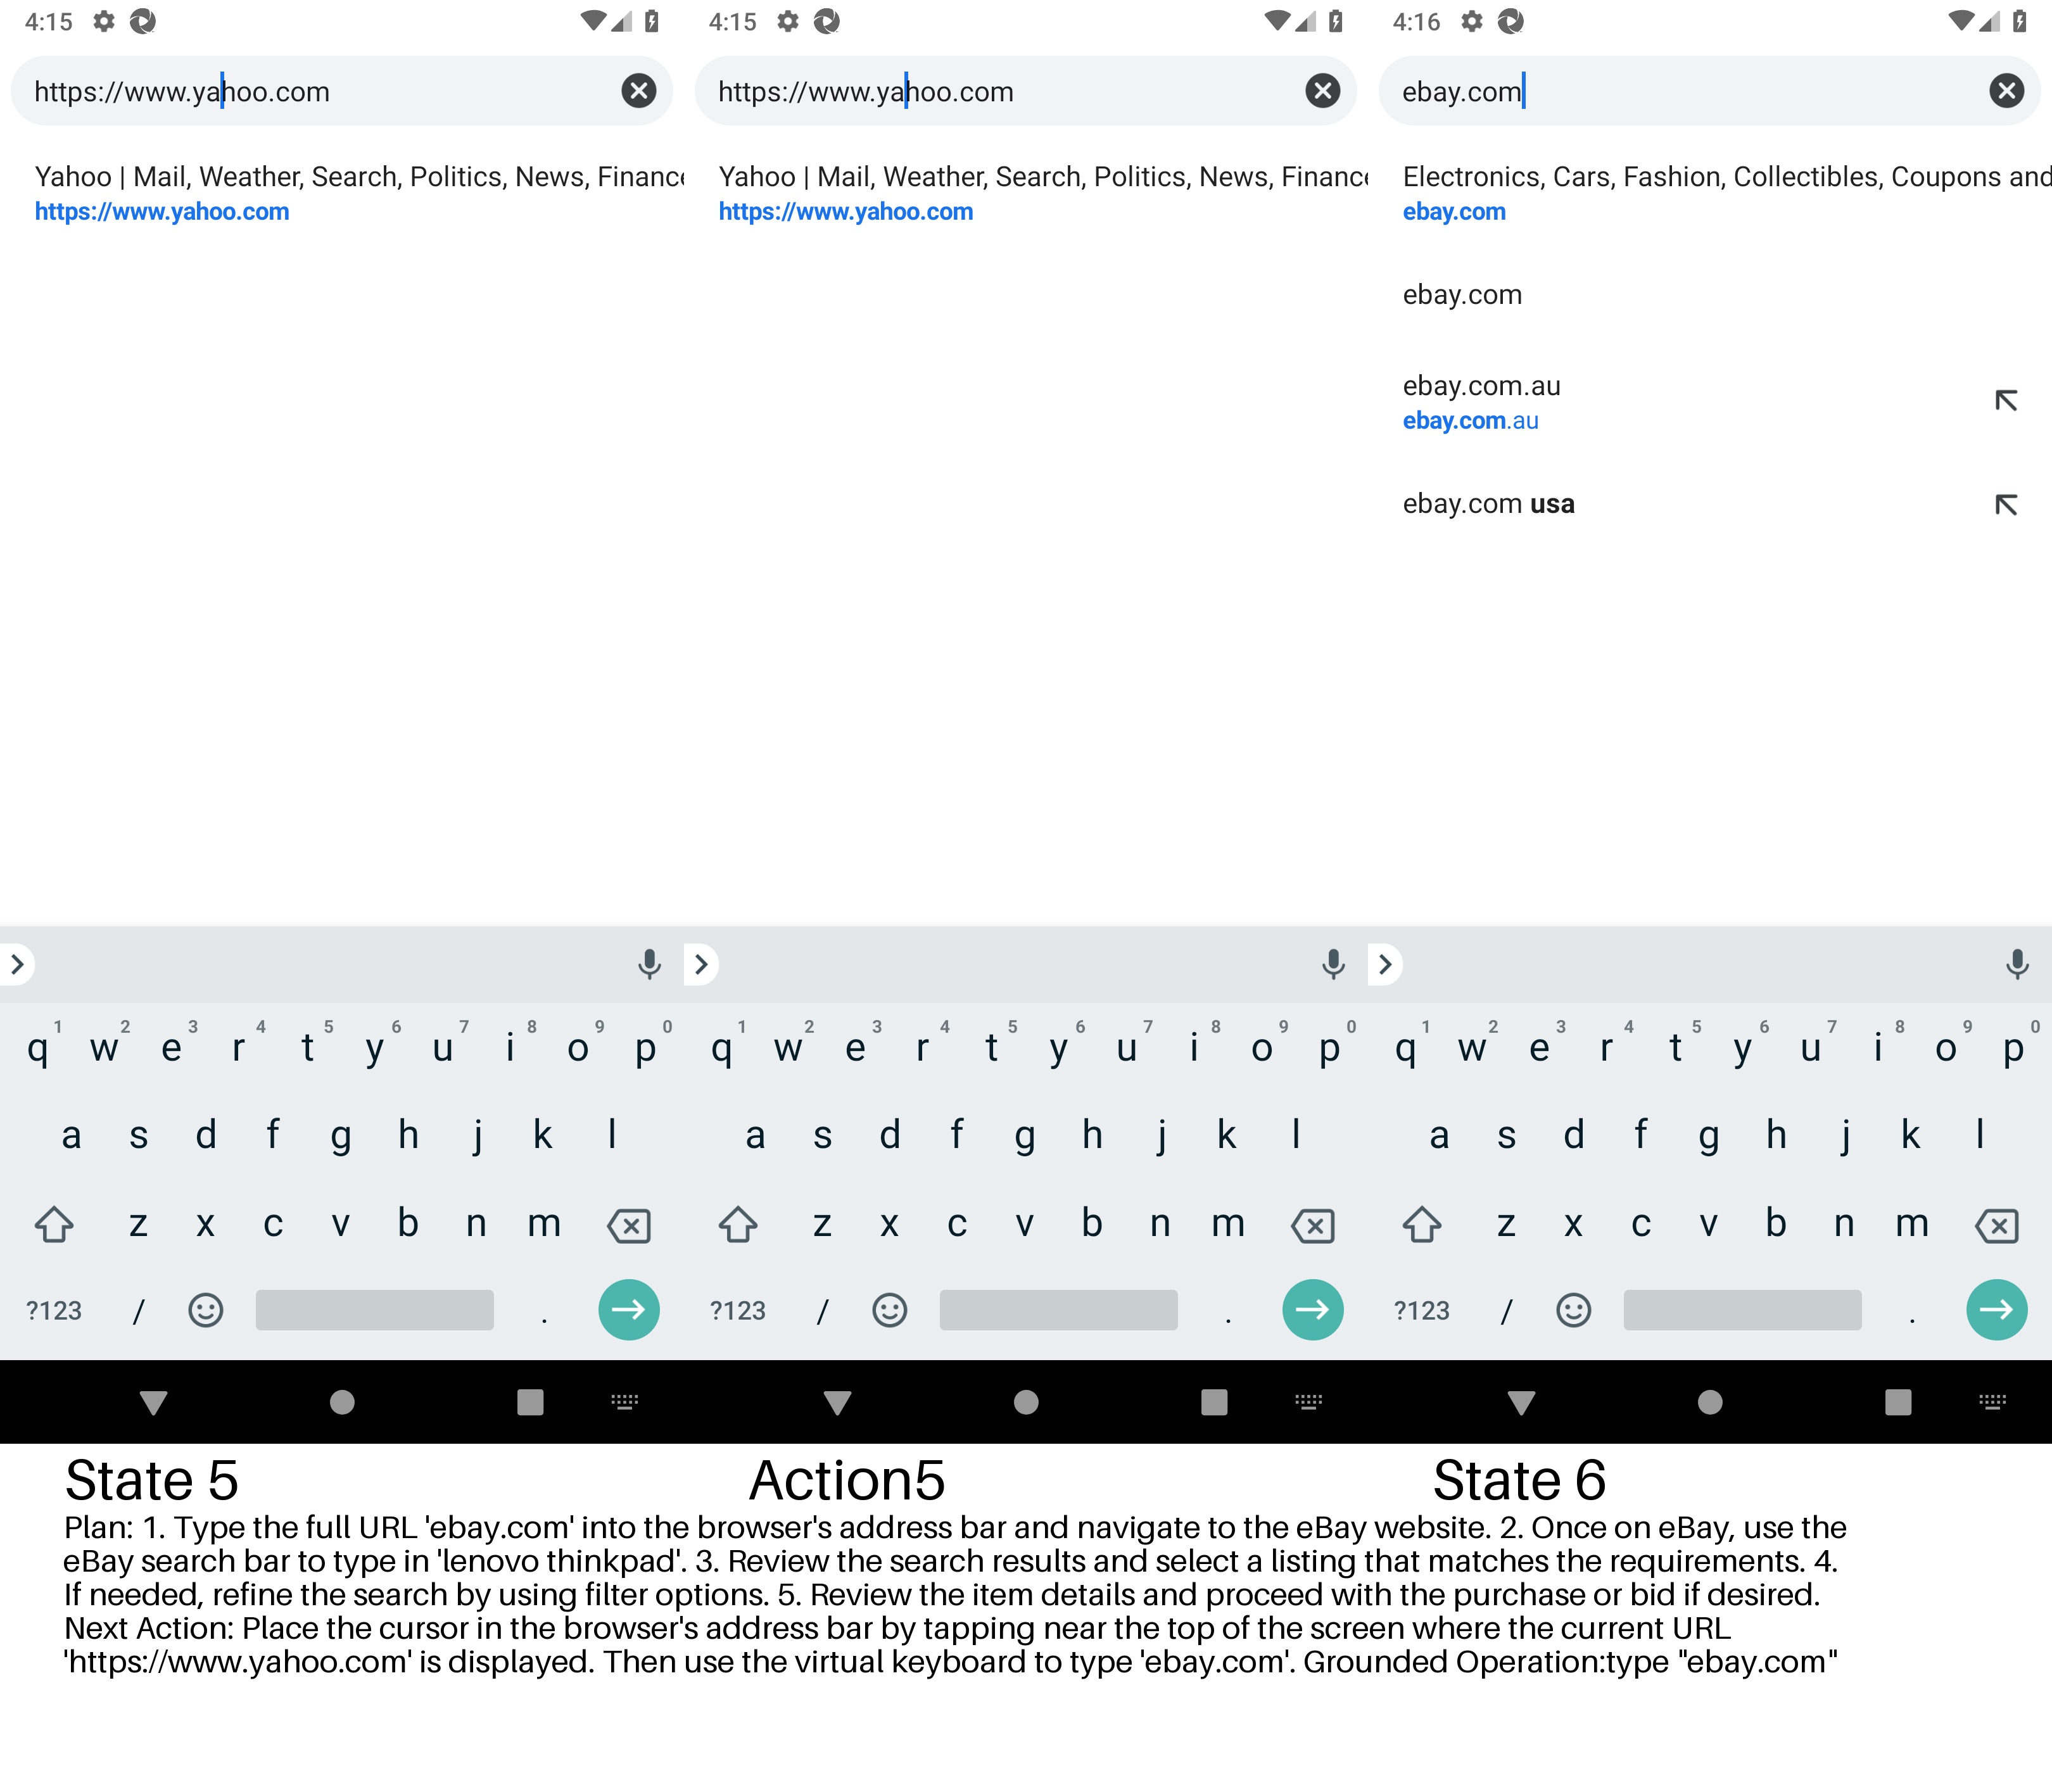 4:15
https://www.yahoo.com
Yahoo | Mail, Weather, Search, Politics, News, Finance
https://www.yahoo.com
1 2 3 4 5 6 7 8 9 0
q w e r t y u i o p
a s d f g h j k l
z x c v b n m
?123 / .
4:15
https://www.yahoo.com
Yahoo | Mail, Weather, Search, Politics, News, Finance
https://www.yahoo.com
1 2 3 4 5 6 7 8 9 0
q w e r t y u i o p
a s d f g h j k l
z x c v b n m
?123 / .
4:16
ebay.com
Electronics, Cars, Fashion, Collectibles, Coupons and
ebay.com
ebay.com
ebay.com.au
ebay.com.au
ebay.com usa
1 2 3 4 5 6 7 8 9 0
q w e r t y u i o p
a s d f g h j k l
z x c v b n m
?123 / .
State 5
Action5
State 6
Plan: 1. Type the full URL 'ebay.com' into the browser's address bar and navigate to the eBay website. 2. Once on eBay, use the
eBay search bar to type in 'lenovo thinkpad'. 3. Review the search results and select a listing that matches the requirements. 4.
If needed, refine the search by using filter options. 5. Review the item details and proceed with the purchase or bid if desired.
Next Action: Place the cursor in the browser's address bar by tapping near the top of the screen where the current URL
'https://www.yahoo.com' is displayed. Then use the virtual keyboard to type 'ebay.com'. Grounded Operation:type "ebay.com"